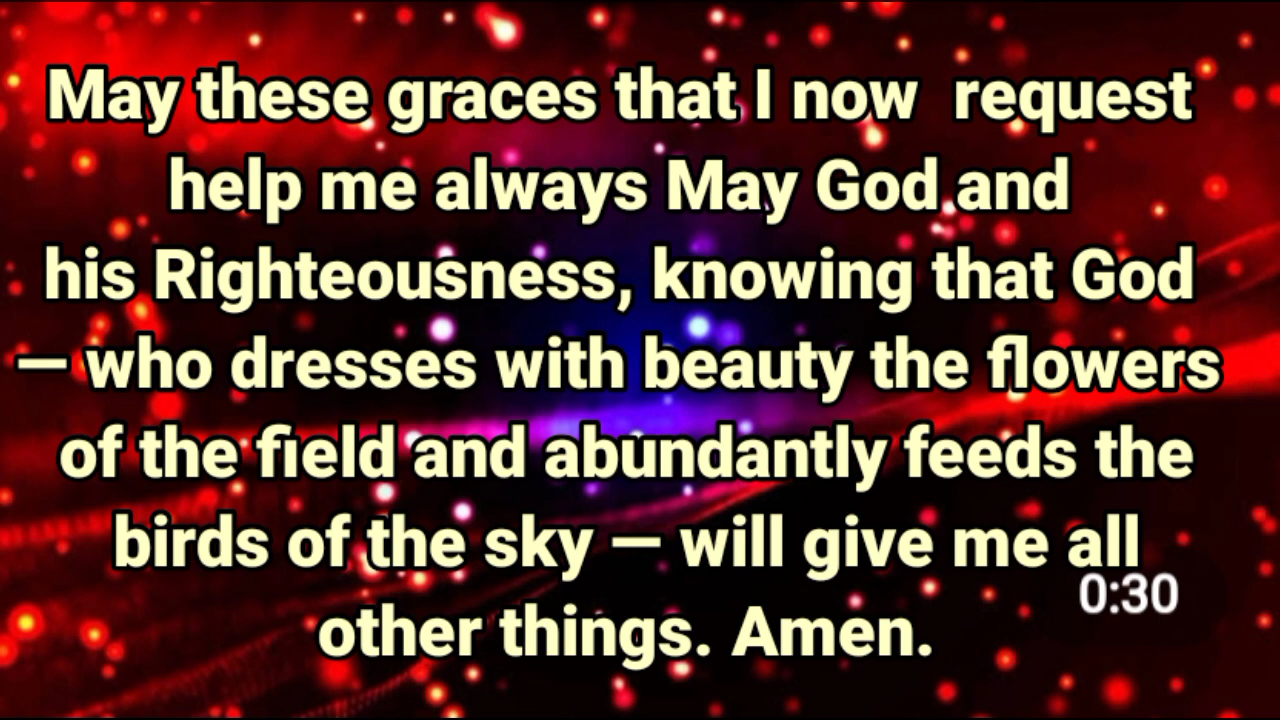 May these graces that I now  request
help me always May God and
his Righteousness, knowing that God
— who dresses with beauty the flowers
of the field and abundantly feeds the
birds of the sky — will give me all
other things. Amen.
0:30